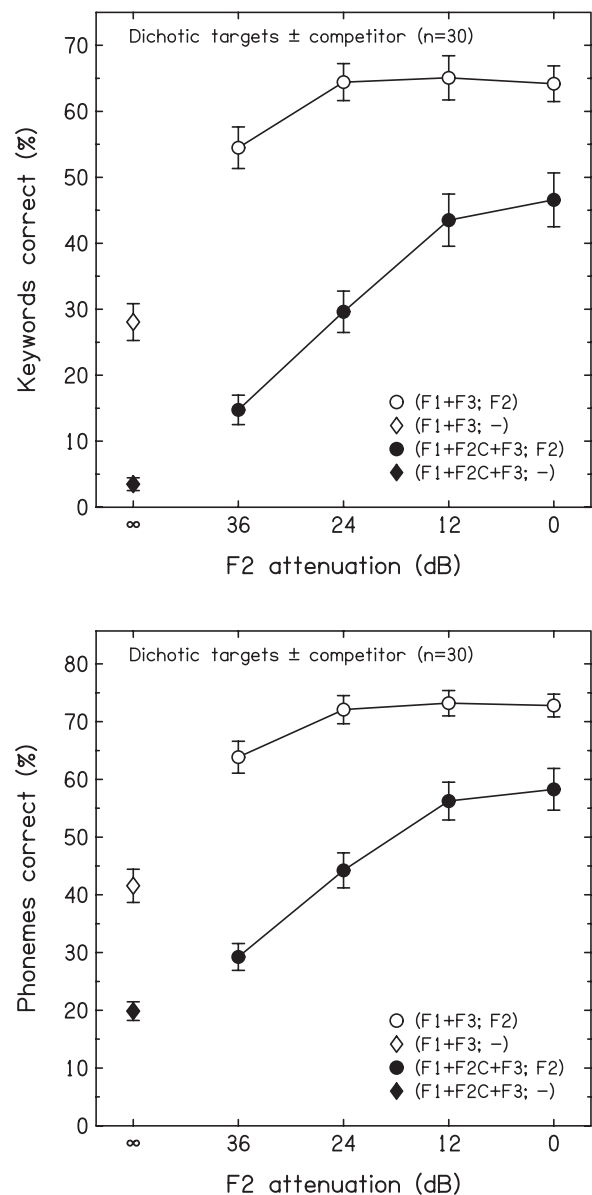 Dichotic targets ± competitor (n=30)
70
60
50
40
30
20
10
0
Keywords correct (%)
(F1+F3; F2)
(F1+F3; −)
(F1+F2C+F3; F2)
(F1+F2C+F3; −)
∞ 36 24 12 0
F2 attenuation (dB)
Dichotic targets ± competitor (n=30)
80
70
60
50
40
30
20
10
0
Phonemes correct (%)
(F1+F3; F2)
(F1+F3; −)
(F1+F2C+F3; F2)
(F1+F2C+F3; −)
∞ 36 24 12 0
F2 attenuation (dB)